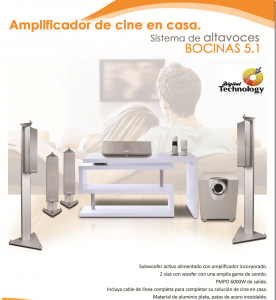 Amplificador de cine en casa.
Sistema de altavoces
BOCINAS 5.1
Digital
Technology
Subwoofer activo alimentado con amplificador incorporado.
2 vías con woofer con una amplia gama de sonido.
PMPO 6000W de salida.
Incluya cable de línea completa para completar su solución de cine en casa.
Material de aluminio plata, patas de acero inoxidable